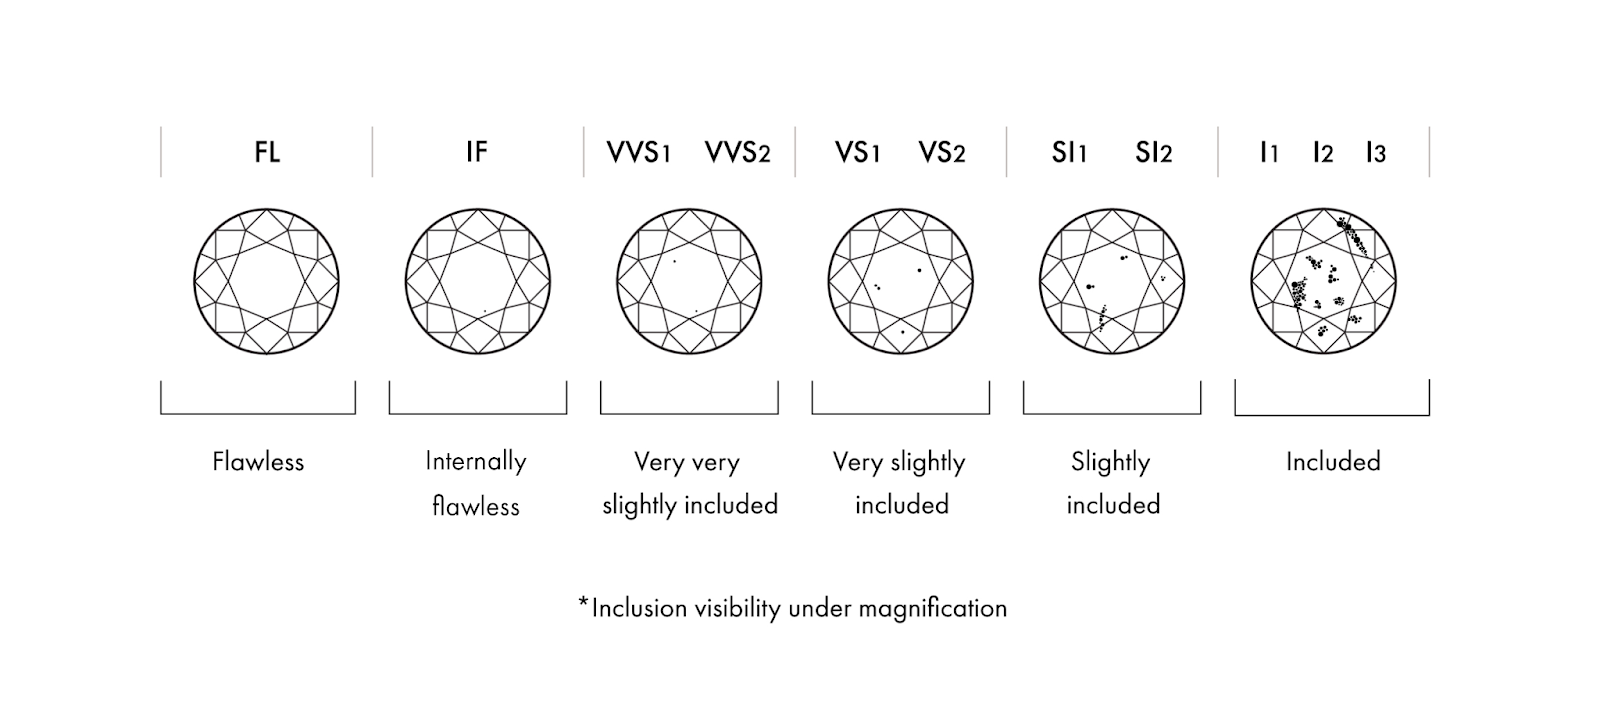 FL IF VVS1 VVS2 VS1 VS2 SI1 SI2 I1 I2 I3
Flawless
Internally
flawless
Very very
slightly included
Very slightly
included
Slightly
included
Included
*Inclusion visibility under magnification